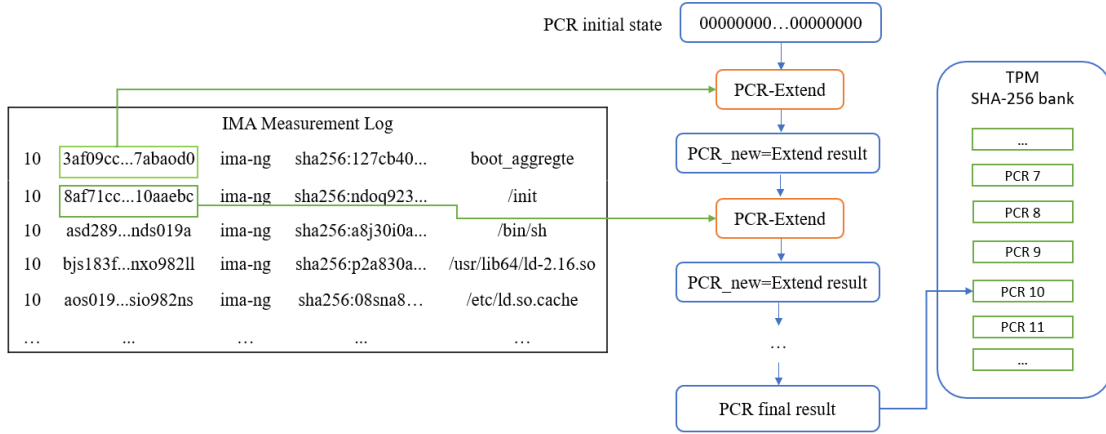 PCR initial state
00000000…00000000
PCR-Extend
PCR_new=Extend result
PCR-Extend
PCR_new=Extend result
…
PCR final result
IMA Measurement Log
10 3af09cc...7abaod0 ima-ng sha256:127cb40... boot_aggregte
10 8af71cc...10aaebc ima-ng sha256:ndoq923... /init
10 asd289...nds019a ima-ng sha256:a8j30i0a... /bin/sh
10 bjs183f...nxo982ll ima-ng sha256:p2a830a... /usr/lib64/ld-2.16.so
10 aos019...sio982ns ima-ng sha256:08sna8… /etc/ld.so.cache
… ... … ... …
TPM
SHA-256 bank
...
PCR 7
PCR 8
PCR 9
PCR 10
PCR 11
...